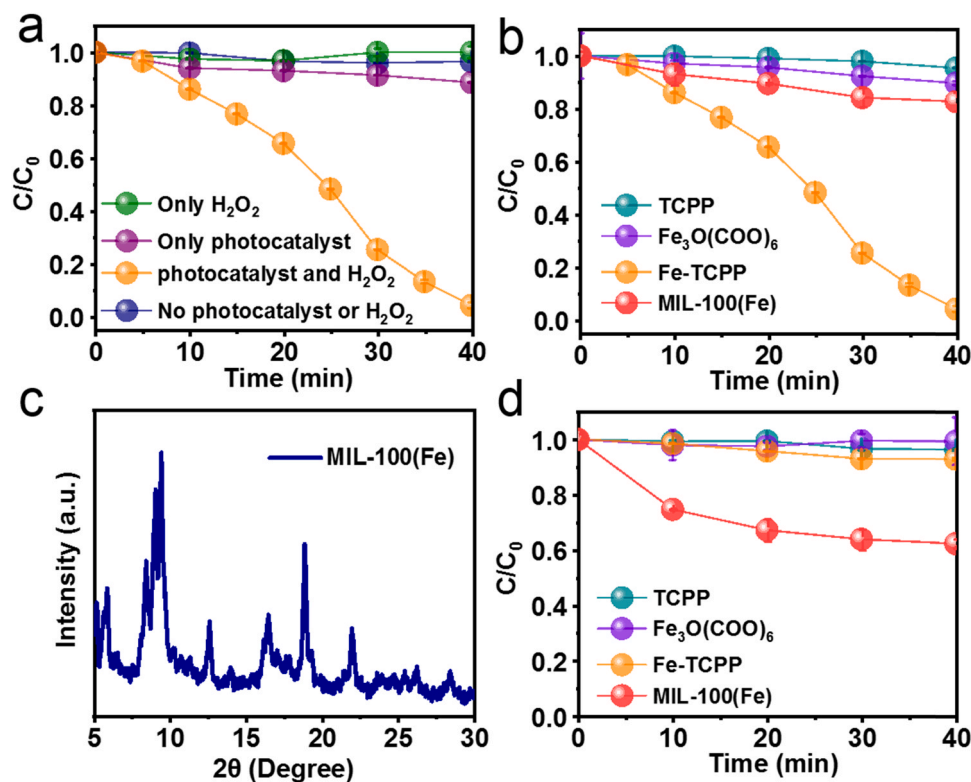 a
C/C₀
1.0
0.8
0.6
0.4
0.2
0.0
Only H₂O₂
Only photocatalyst
photocatalyst and H₂O₂
No photocatalyst or H₂O₂
0 10 20 30 40
Time (min)
b
C/C₀
1.0
0.8
0.6
0.4
0.2
0.0
TCPP
Fe₃O(COO)₆
Fe-TCPP
MIL-100(Fe)
0 10 20 30 40
Time (min)
c
Intensity (a.u.)
MIL-100(Fe)
5 10 15 20 25 30
2θ (Degree)
d
C/C₀
1.0
0.8
0.6
0.4
0.2
0.0
TCPP
Fe₃O(COO)₆
Fe-TCPP
MIL-100(Fe)
0 10 20 30 40
Time (min)